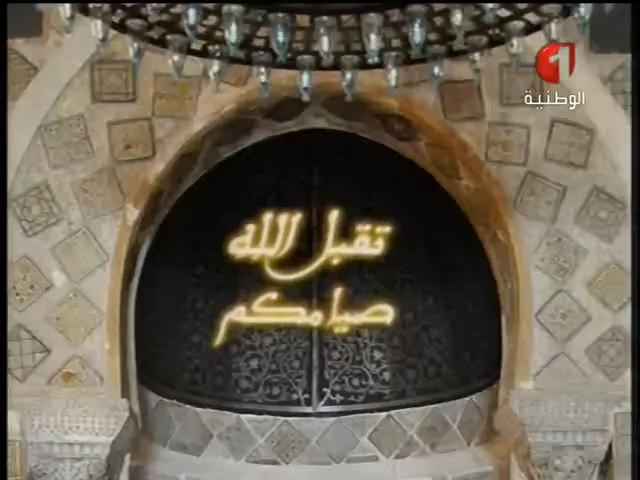 1
الوطنية
تقبل الله
صيامكم